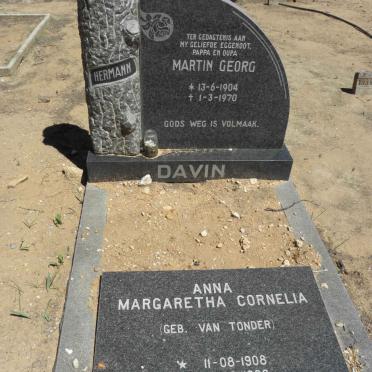 HERMANN
TER GEDAGTENIS AAN
MY GELIEFDE EGGENOOT,
PAPPA EN OUPA
MARTIN GEORG
* 13-6-1904
† 1-3-1970
GODS WEG IS VOLMAAK.
DAVIN
ANNA
MARGARETHA CORNELIA
(GEB. VAN TONDER)
* 11-08-1908